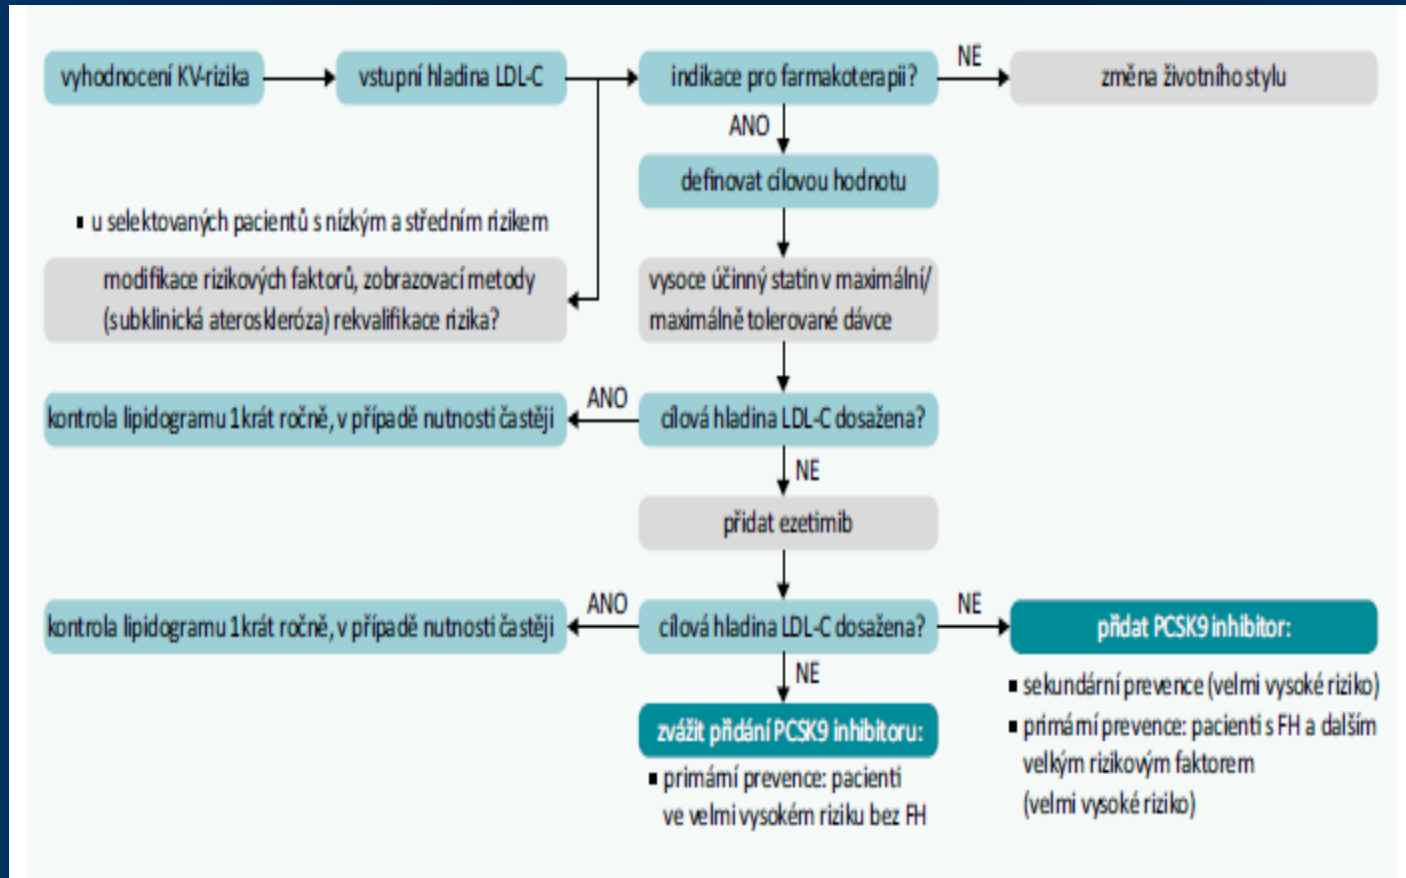 vyhodnocení KV-rizika
vstupní hladina LDL-C
indikace pro farmakoterapii?
NE
změna životního stylu
ANO
definovat cílovou hodnotu
▪ u selektovaných pacientů s nízkým a středním rizikem
modifikace rizikových faktorů, zobrazovací metody
(subklinická ateroskleróza) rekvalifikace rizika?
vysoce účinný statin v maximální/
maximálně tolerované dávce
kontrola lipidogramu 1krát ročně, v případě nutnosti častěji
ANO
cílová hladina LDL-C dosažena?
NE
přidat ezetimib
kontrola lipidogramu 1krát ročně, v případě nutnosti častěji
ANO
cílová hladina LDL-C dosažena?
NE
přidat PCSK9 inhibitor:
▪ sekundární prevence (velmi vysoké riziko)
▪ primární prevence: pacienti s FH a dalším
velkým rizikovým faktorem
(velmi vysoké riziko)
NE
zvážit přidání PCSK9 inhibitoru:
▪ primární prevence: pacienti
ve velmi vysokém riziku bez FH